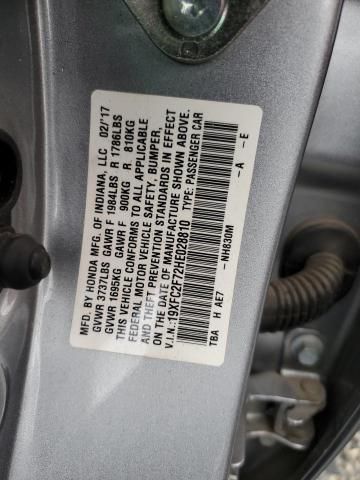 MFD. BY HONDA MFG. OF INDIANA, LLC 02/'17
GVWR 3737LBS GAWR F 1984LBS R 1786LBS
GVWR 1695KG GAWR F 900KG R 810KG
THIS VEHICLE CONFORMS TO ALL APPLICABLE
FEDERAL MOTOR VEHICLE SAFETY, BUMPER,
AND THEFT PREVENTION STANDARDS IN EFFECT
ON THE DATE OF MANUFACTURE SHOWN ABOVE.
V.I.N.:19XFC2F72HE028810 TYPE: PASSENGER CAR
NH830M -A -E
TBA H AE7